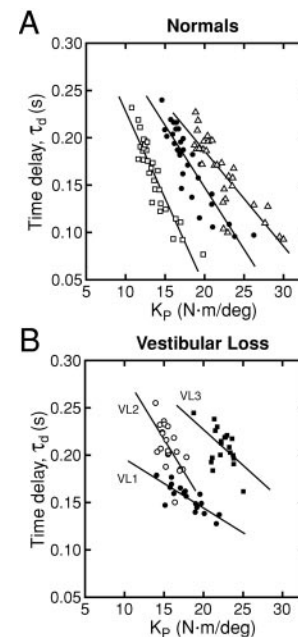 A
Normals
0.30
0.25
0.20
0.15
0.10
0.05
Time delay, τd (s)
5 10 15 20 25 30
KP (N·m/deg)
B
Vestibular Loss
0.30
0.25
0.20
0.15
0.10
0.05
0.00
Time delay, τd (s)
VL2
VL3
VL1
5 10 15 20 25 30
KP (N·m/deg)